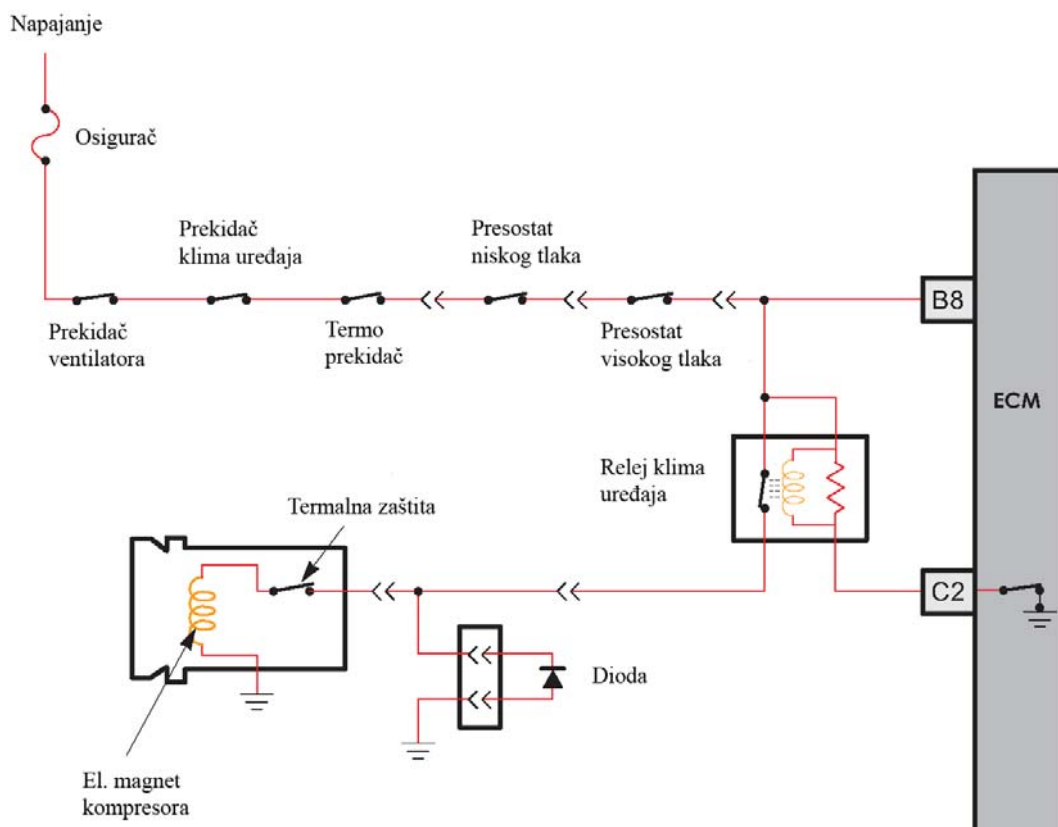 Napajanje
Osigurač
Prekidač
klima uređaja
Presostat
niskog tlaka
Prekidač
ventilatora
Termo
prekidač
Presostat
visokog tlaka
B8
ECM
Relej klima
uređaja
Termalna zaštita
C2
Dioda
El. magnet
kompresora